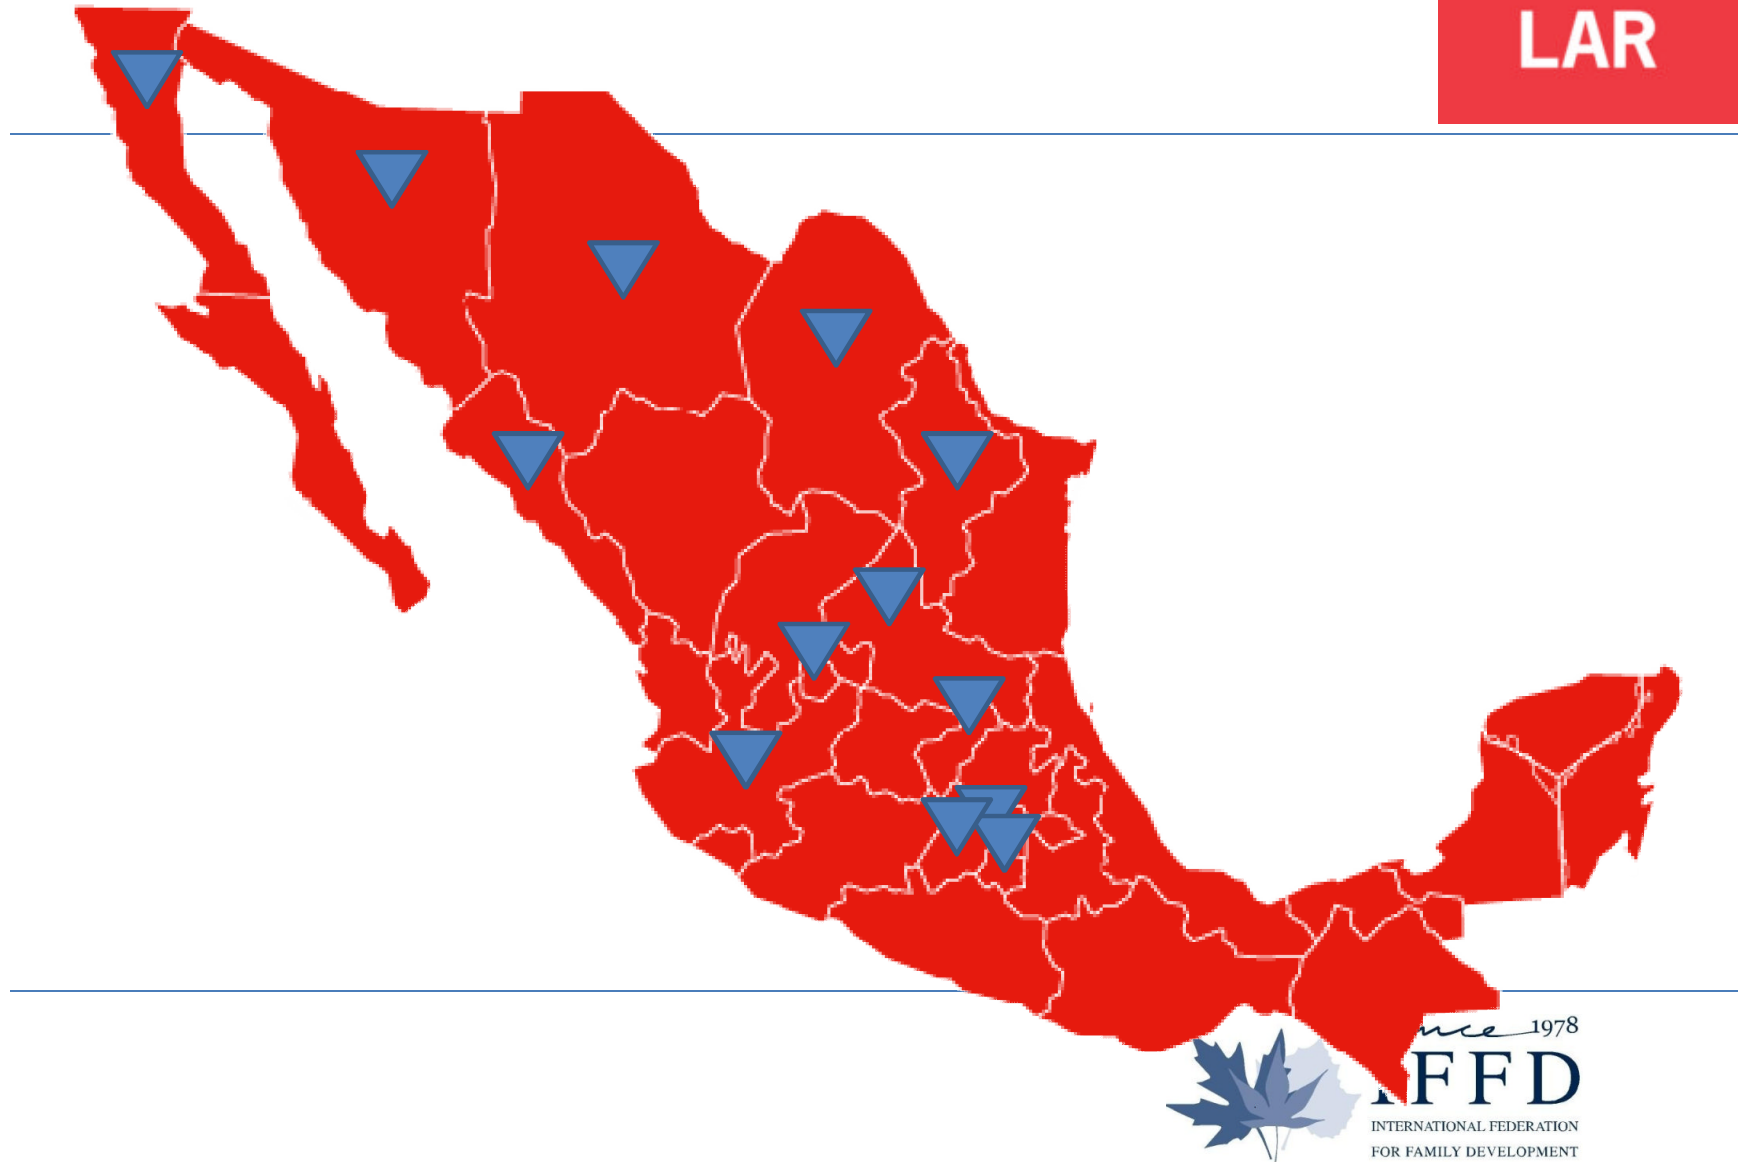 LAR
1978
FFD
INTERNATIONAL FEDERATION
FOR FAMILY DEVELOPMENT